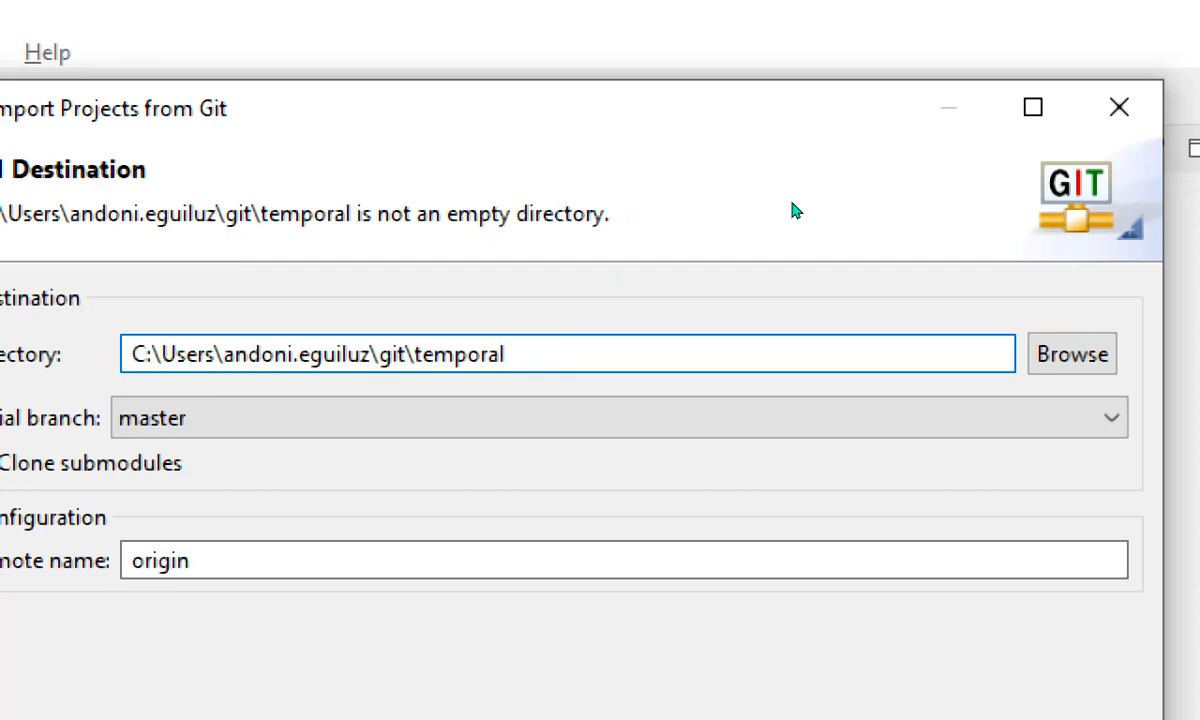 Help
mport Projects from Git
Destination
GIT
\Users\andoni.eguiluz\git\temporal is not an empty directory.
stination
ectory: C:\Users\andoni.eguiluz\git\temporal Browse
ial branch: master
Clone submodules
nfiguration
mote name: origin